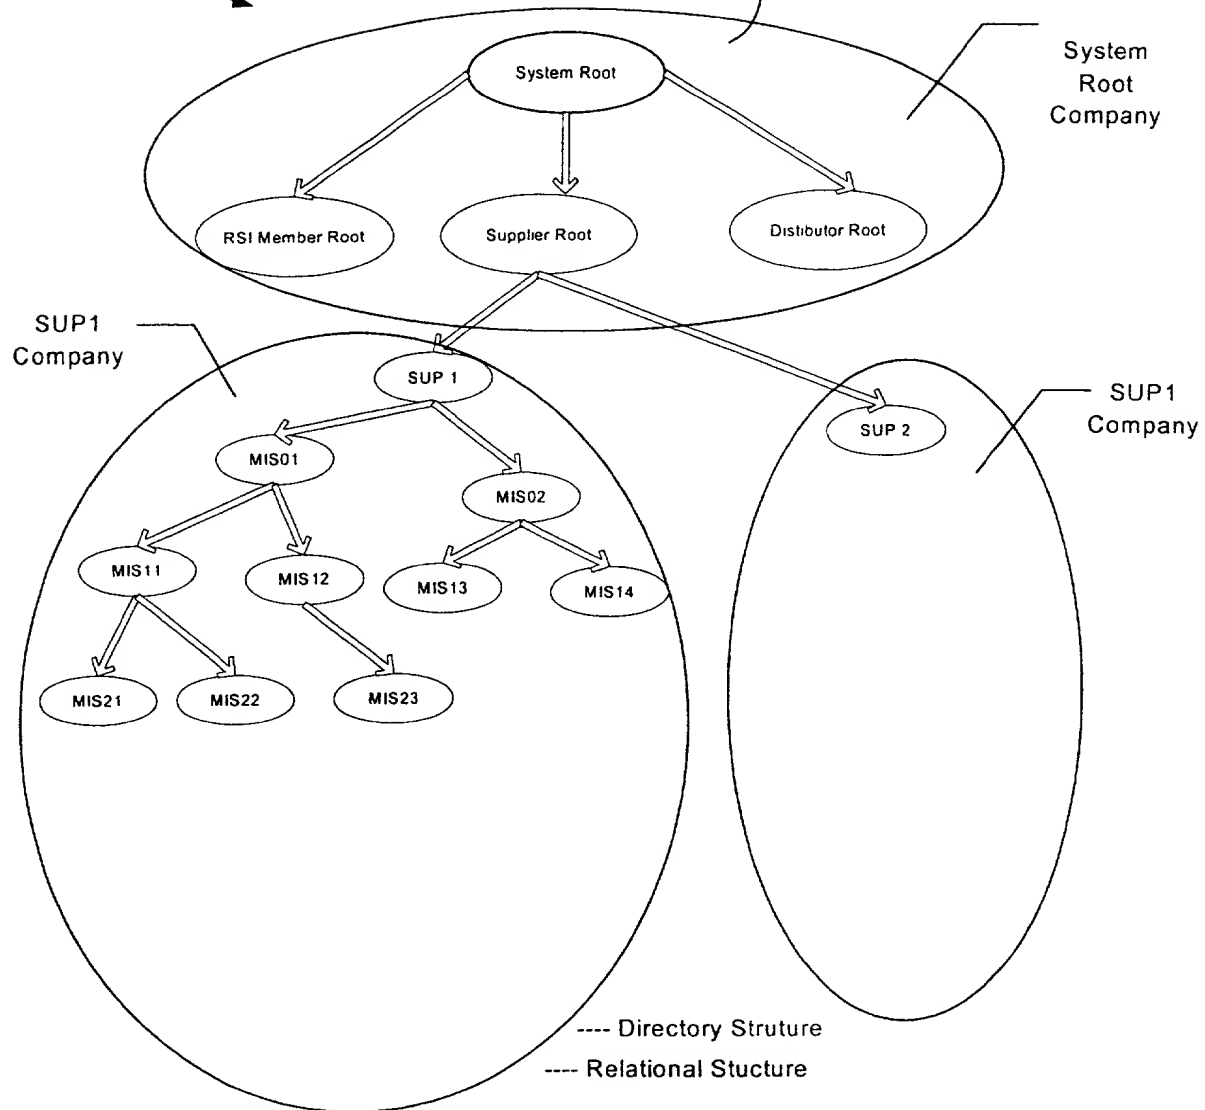 System Root
System
Root
Company
RSI Member Root
Supplier Root
Distibutor Root
SUP1
Company
SUP 1
SUP1
Company
SUP 2
MIS01
MIS02
MIS11
MIS12
MIS13
MIS14
MIS21
MIS22
MIS23
---- Directory Struture
---- Relational Stucture